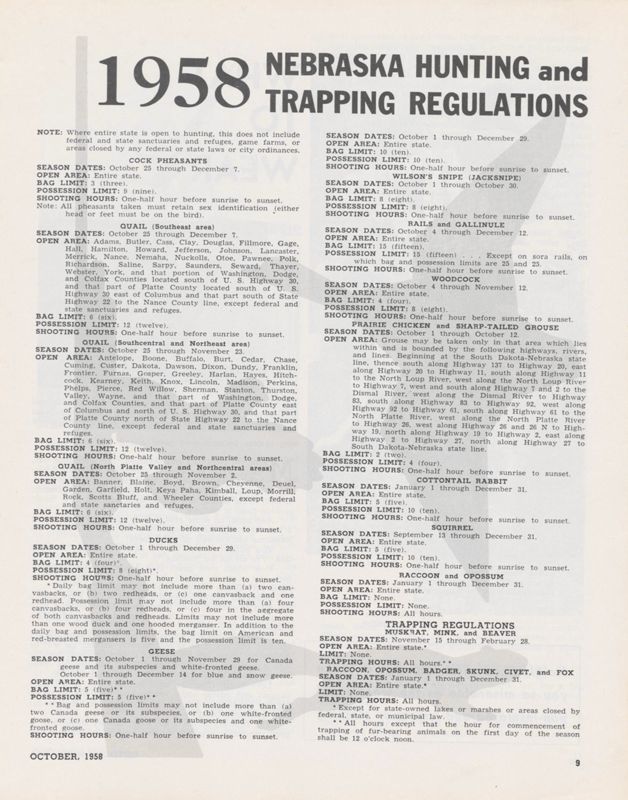 1958 NEBRASKA HUNTING and
TRAPPING REGULATIONS
NOTE: Where entire state is open to hunting, this does not include
federal and state sanctuaries and refuges, game farms, or
areas closed by any federal or state laws or city ordinances.
COCK PHEASANTS
SEASON DATES: October 25 through December 7.
OPEN AREA: Entire state.
BAG LIMIT: 3 (three).
POSSESSION LIMIT: 9 (nine).
SHOOTING HOURS: One-half hour before sunrise to sunset.
Note: All pheasants taken must retain sex identification (either
head or feet must be on the bird).
QUAIL (Southeast area)
SEASON DATES: October 25 through December 7.
OPEN AREA: Adams, Butler, Cass, Clay, Douglas, Fillmore, Gage,
Hall, Hamilton, Howard, Jefferson, Johnson, Lancaster,
Merrick, Nance, Nemaha, Nuckolls, Otoe, Pawnee, Polk,
Richardson, Saline, Sarpy, Saunders, Seward, Thayer,
Webster, York, and that portion of Washington, Dodge,
and Colfax Counties located south of U. S. Highway 30,
and that part of Platte County located south of U. S.
Highway 30 east of Columbus and that part south of State
Highway 22 to the Nance County line, except federal and
state sanctuaries and refuges.
BAG LIMIT: 6 (six).
POSSESSION LIMIT: 12 (twelve).
SHOOTING HOURS: One-half hour before sunrise to sunset.
QUAIL (Southcentral and Northeast areas)
SEASON DATES: October 25 through November 23.
OPEN AREA: Antelope, Boone, Buffalo, Burt, Cedar, Chase,
Cuming, Custer, Dakota, Dawson, Dixon, Dundy, Franklin,
Frontier, Furnas, Gosper, Greeley, Harlan, Hayes, Hitch-
cock, Kearney, Keith, Knox, Lincoln, Madison, Perkins,
Phelps, Pierce, Red Willow, Sherman, Stanton, Thurston,
Valley, Wayne, and that part of Washington, Dodge,
and Colfax Counties, and that part of Platte County east
of Columbus and north of U. S. Highway 30, and that part
of Platte County north of State Highway 22 to the Nance
County line, except federal and state sanctuaries and
refuges.
BAG LIMIT: 6 (six).
POSSESSION LIMIT: 12 (twelve).
SHOOTING HOURS: One-half hour before sunrise to sunset.
QUAIL (North Platte Valley and Northcentral areas)
SEASON DATES: October 25 through November 2.
OPEN AREA: Banner, Blaine, Boyd, Brown, Cheyenne, Deuel,
Garden, Garfield, Holt, Keya Paha, Kimball, Loup, Morrill,
Rock, Scotts Bluff, and Wheeler Counties, except federal
and state sanctaries and refuges.
BAG LIMIT: 6 (six).
POSSESSION LIMIT: 12 (twelve).
SHOOTING HOURS: One-half hour before sunrise to sunset.
DUCKS
SEASON DATES: October 1 through December 29.
OPEN AREA: Entire state.
BAG LIMIT: 4 (four)*.
POSSESSION LIMIT: 8 (eight)*.
SHOOTING HOURS: One-half hour before sunrise to sunset.
* Daily bag limit may not include more than (a) two can-
vasbacks, or (b) two redheads, or (c) one canvasback and one
redhead. Possession limit may not include more than (a) four
canvasbacks, or (b) four redheads, or (c) four in the aggregate
of both canvasbacks and redheads. Limits may not include more
than one wood duck and one hooded merganser. In addition to the
daily bag and possession limits, the bag limit on American and
red-breasted mergansers is five and the possession limit is ten.
GEESE
SEASON DATES: October 1 through November 29 for Canada
geese and its subspecies and white-fronted geese.
October 1 through December 14 for blue and snow geese.
OPEN AREA: Entire state.
BAG LIMIT: 5 (five)**
POSSESSION LIMIT: 5 (five)**
** Bag and possession limits may not include more than (a)
two Canada geese or its subspecies, or (b) one white-fronted
goose, or (c) one Canada goose or its subspecies and one white-
fronted goose.
SHOOTING HOURS: One-half hour before sunrise to sunset.
SEASON DATES: October 1 through December 29.
OPEN AREA: Entire state.
BAG LIMIT: 10 (ten).
POSSESSION LIMIT: 10 (ten).
SHOOTING HOURS: One-half hour before sunrise to sunset.
WILSON'S SNIPE (JACKSNIPE)
SEASON DATES: October 1 through October 30.
OPEN AREA: Entire state.
BAG LIMIT: 8 (eight).
POSSESSION LIMIT: 8 (eight).
SHOOTING HOURS: One-half hour before sunrise to sunset.
RAILS and GALLINULE
SEASON DATES: October 4 through December 12.
OPEN AREA: Entire state.
BAG LIMIT: 15 (fifteen).
POSSESSION LIMIT: 15 (fifteen) . . . Except on sora rails, on
which bag and possession limits are 25 and 25.
SHOOTING HOURS: One-half hour before sunrise to sunset.
WOODCOCK
SEASON DATES: October 4 through November 12.
OPEN AREA: Entire state.
BAG LIMIT: 4 (four).
POSSESSION LIMIT: 8 (eight).
SHOOTING HOURS: One-half hour before sunrise to sunset.
PRAIRIE CHICKEN and SHARP-TAILED GROUSE
SEASON DATES: October 1 through October 12.
OPEN AREA: Grouse may be taken only in that area which lies
within and is bounded by the following highways, rivers,
and lines. Beginning at the South Dakota-Nebraska state
line, thence south along Highway 137 to Highway 20, east
along Highway 20 to Highway 11, south along Highway 11
to the North Loup River, west along the North Loup River
to Highway 7, west and south along Highway 7 and 2 to the
Dismal River, west along the Dismal River to Highway
83, south along Highway 83 to Highway 92, west along
Highway 92 to Highway 61, south along Highway 61 to the
North Platte River, west along the North Platte River
to Highway 26, west along Highway 26 and 26 N to High-
way 19, north along Highway 19 to Highway 2, east along
Highway 2 to Highway 27, north along Highway 27 to
South Dakota-Nebraska state line.
BAG LIMIT: 2 (two).
POSSESSION LIMIT: 4 (four).
SHOOTING HOURS: One-half hour before sunrise to sunset.
COTTONTAIL RABBIT
SEASON DATES: January 1 through December 31.
OPEN AREA: Entire state.
BAG LIMIT: 5 (five).
POSSESSION LIMIT: 10 (ten).
SHOOTING HOURS: One-half hour before sunrise to sunset.
SQUIRREL
SEASON DATES: September 13 through December 31.
OPEN AREA: Entire state.
BAG LIMIT: 5 (five).
POSSESSION LIMIT: 10 (ten).
SHOOTING HOURS: One-half hour before sunrise to sunset.
RACCOON and OPOSSUM
SEASON DATES: January 1 through December 31.
OPEN AREA: Entire state.
BAG LIMIT: None.
POSSESSION LIMIT: None.
SHOOTING HOURS: All hours.
TRAPPING REGULATIONS
MUSKRAT, MINK, and BEAVER
SEASON DATES: November 15 through February 28.
OPEN AREA: Entire state.*
LIMIT: None.
TRAPPING HOURS: All hours.**
RACCOON, OPOSSUM, BADGER, SKUNK, CIVET, and FOX
SEASON DATES: January 1 through December 31.
OPEN AREA: Entire state.*
LIMIT: None.
TRAPPING HOURS: All hours.
* Except for state-owned lakes or marshes or areas closed by
federal, state, or municipal law.
** All hours except that the hour for commencement of
trapping of fur-bearing animals on the first day of the season
shall be 12 o'clock noon.
OCTOBER, 1958
9